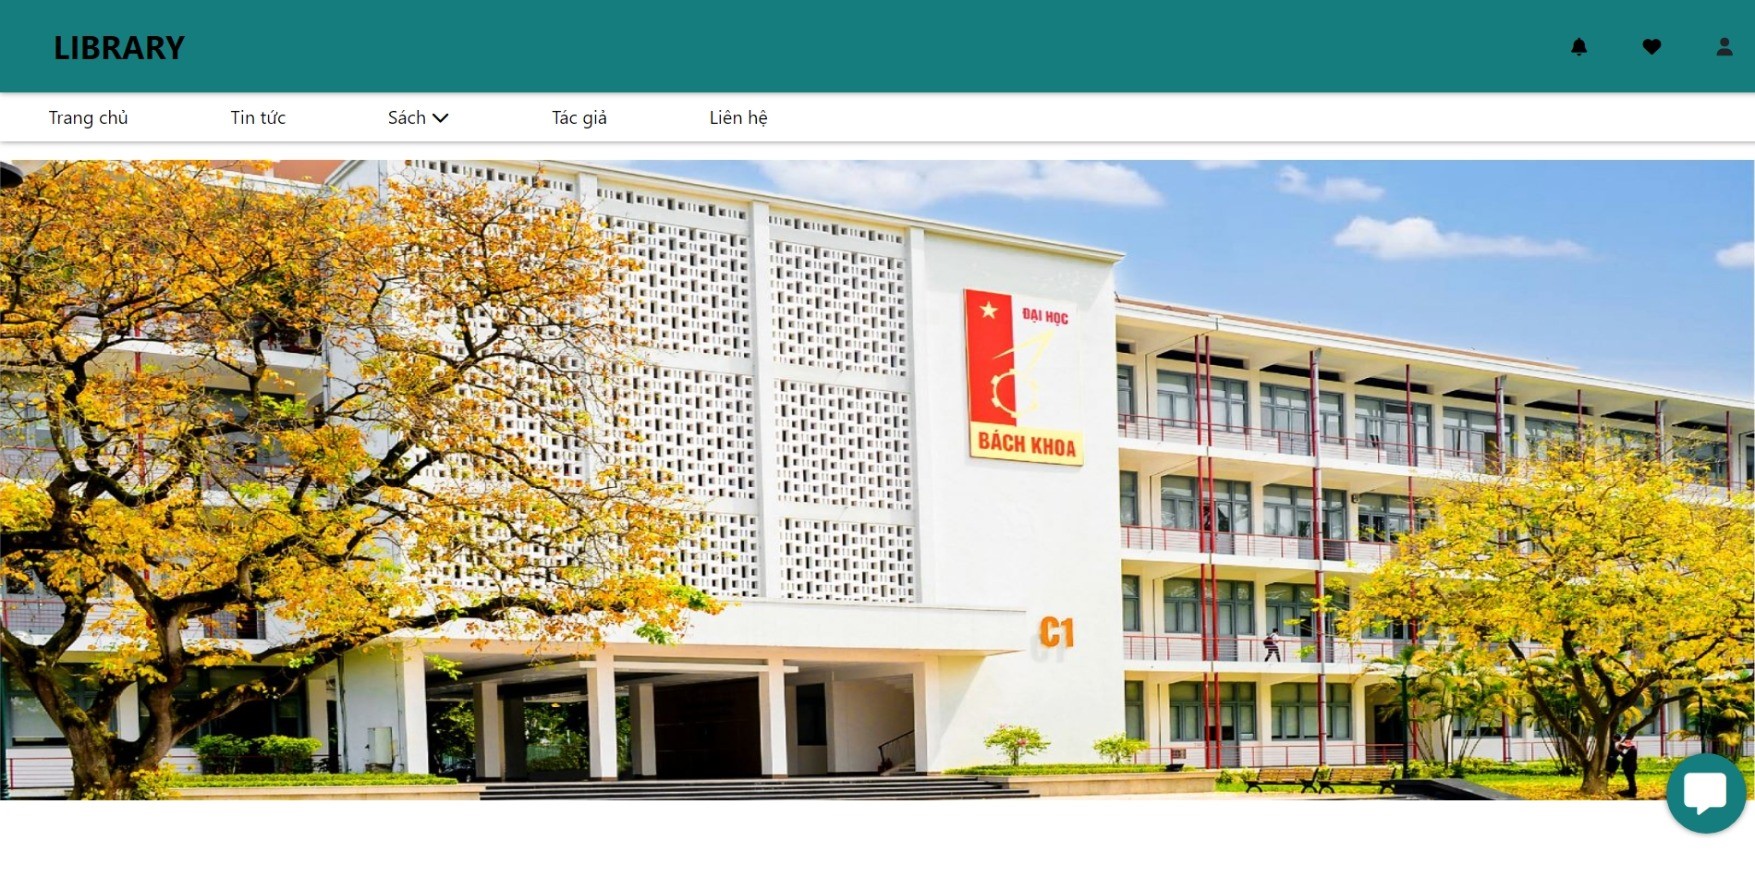 LIBRARY
Trang chủ
Tin tức
Sách
Tác giả
Liên hệ
ĐẠI HỌC
BÁCH KHOA
C1